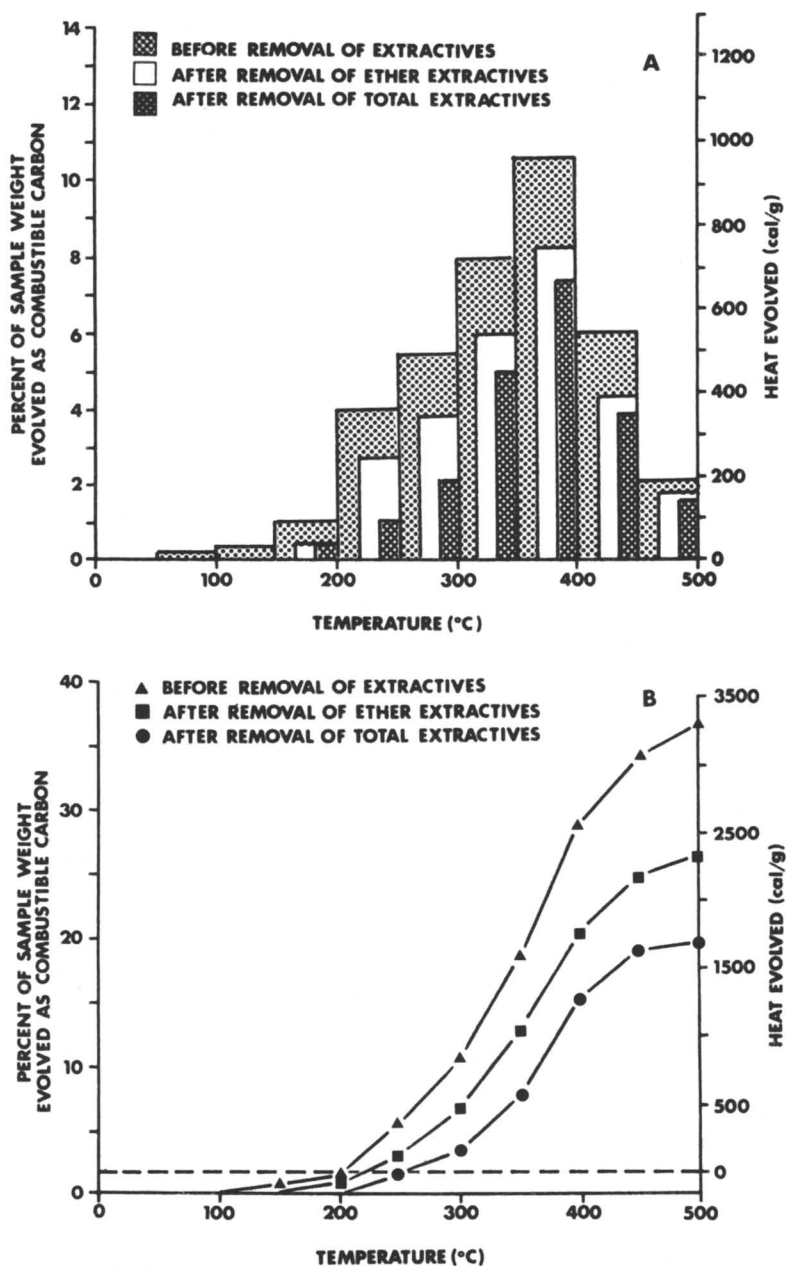 14
12
10
8
6
4
2
0
PERCENT OF SAMPLE WEIGHT
EVOLVED AS COMBUSTIBLE CARBON
BEFORE REMOVAL OF EXTRACTIVES
AFTER REMOVAL OF ETHER EXTRACTIVES
AFTER REMOVAL OF TOTAL EXTRACTIVES
A
1200
1000
800
600
400
200
0
HEAT EVOLVED (cal/g)
0
200
300
400
500
TEMPERATURE (°C)
40
30
20
10
0
PERCENT OF SAMPLE WEIGHT
EVOLVED AS COMBUSTIBLE CARBON
BEFORE REMOVAL OF EXTRACTIVES
AFTER REMOVAL OF ETHER EXTRACTIVES
AFTER REMOVAL OF TOTAL EXTRACTIVES
B
3500
2500
1500
500
0
HEAT EVOLVED (cal/g)
0
100
200
300
400
500
TEMPERATURE (°C)